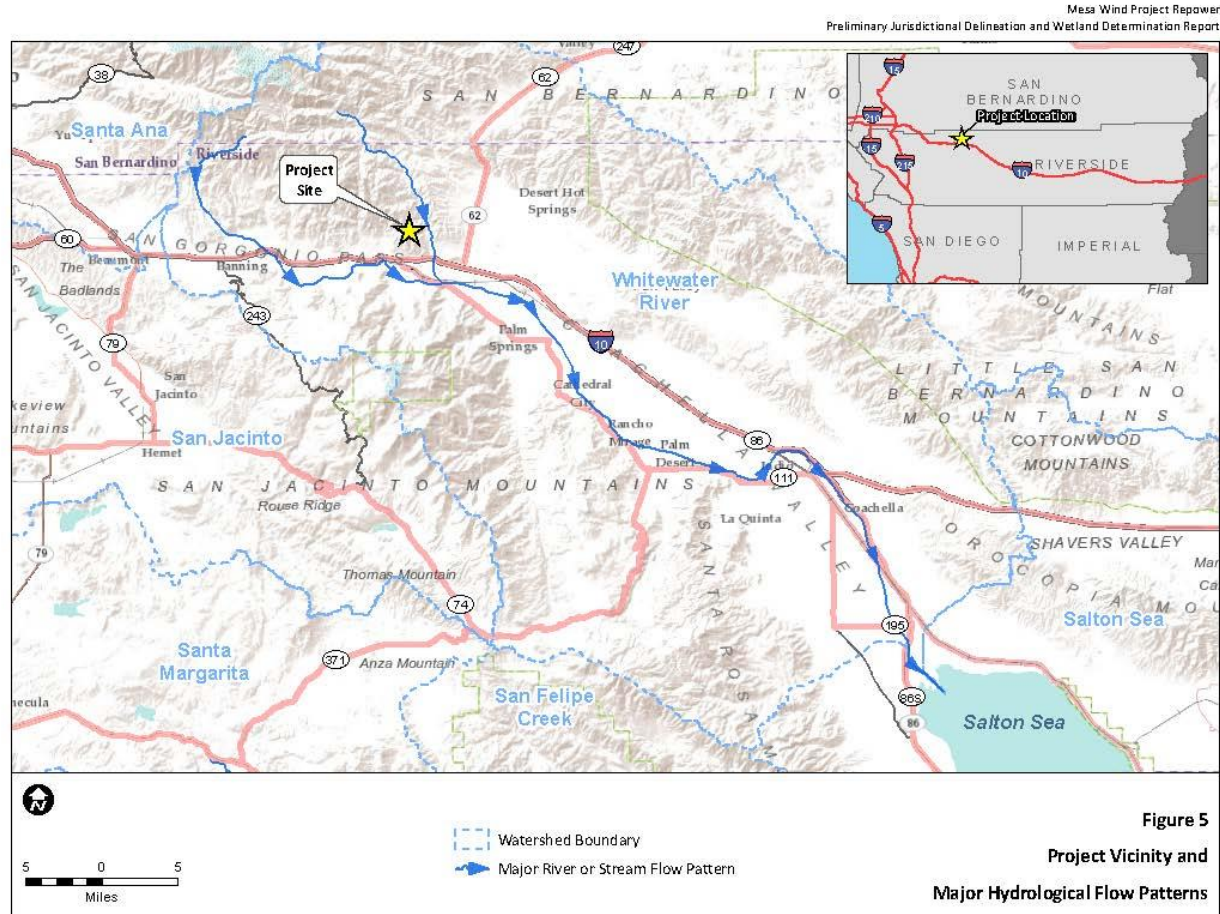 Mesa Wind Project Repower
Preliminary Jurisdictional Delineation and Wetland Determination Report
247
38
62
SAN BERNARDINO
Santa Ana
San Bernardino
Riverside
Project
Site
Desert Hot
Springs
62
60
SAN GORGONIO PASS
Beaumont
Banning
The
Badlands
Whitewater
River
243
SAN JACINTO VALLEY
79
Palm
Springs
10
COACHELLA VALLEY
San
Jacinto
Cathedral
City
LITTLE SAN
BERNARDINO
MOUNTAINS
MOUNTAINS
Flat
Rancho
Mirage
Palm
Desert
86
COTTONWOOD
MOUNTAINS
San Jacinto
Hemet
111
SAN JACINTO MOUNTAINS
Rouse Ridge
La Quinta
Coachella
79
SHAVERS VALLEY
OROCOPIA MOU
Thomas Mountain
SANTA ROSA M
74
195
Salton Sea
Santa
Margarita
371
Anza Mountain
San Felipe
Creek
86S
86
Salton Sea
necula
15
SAN
BERNARDINO
210
Project Location
15
215
RIVERSIDE
10
5
SAN DIEGO
IMPERIAL
N
5 0 5
Miles
Watershed Boundary
Major River or Stream Flow Pattern
Figure 5
Project Vicinity and
Major Hydrological Flow Patterns